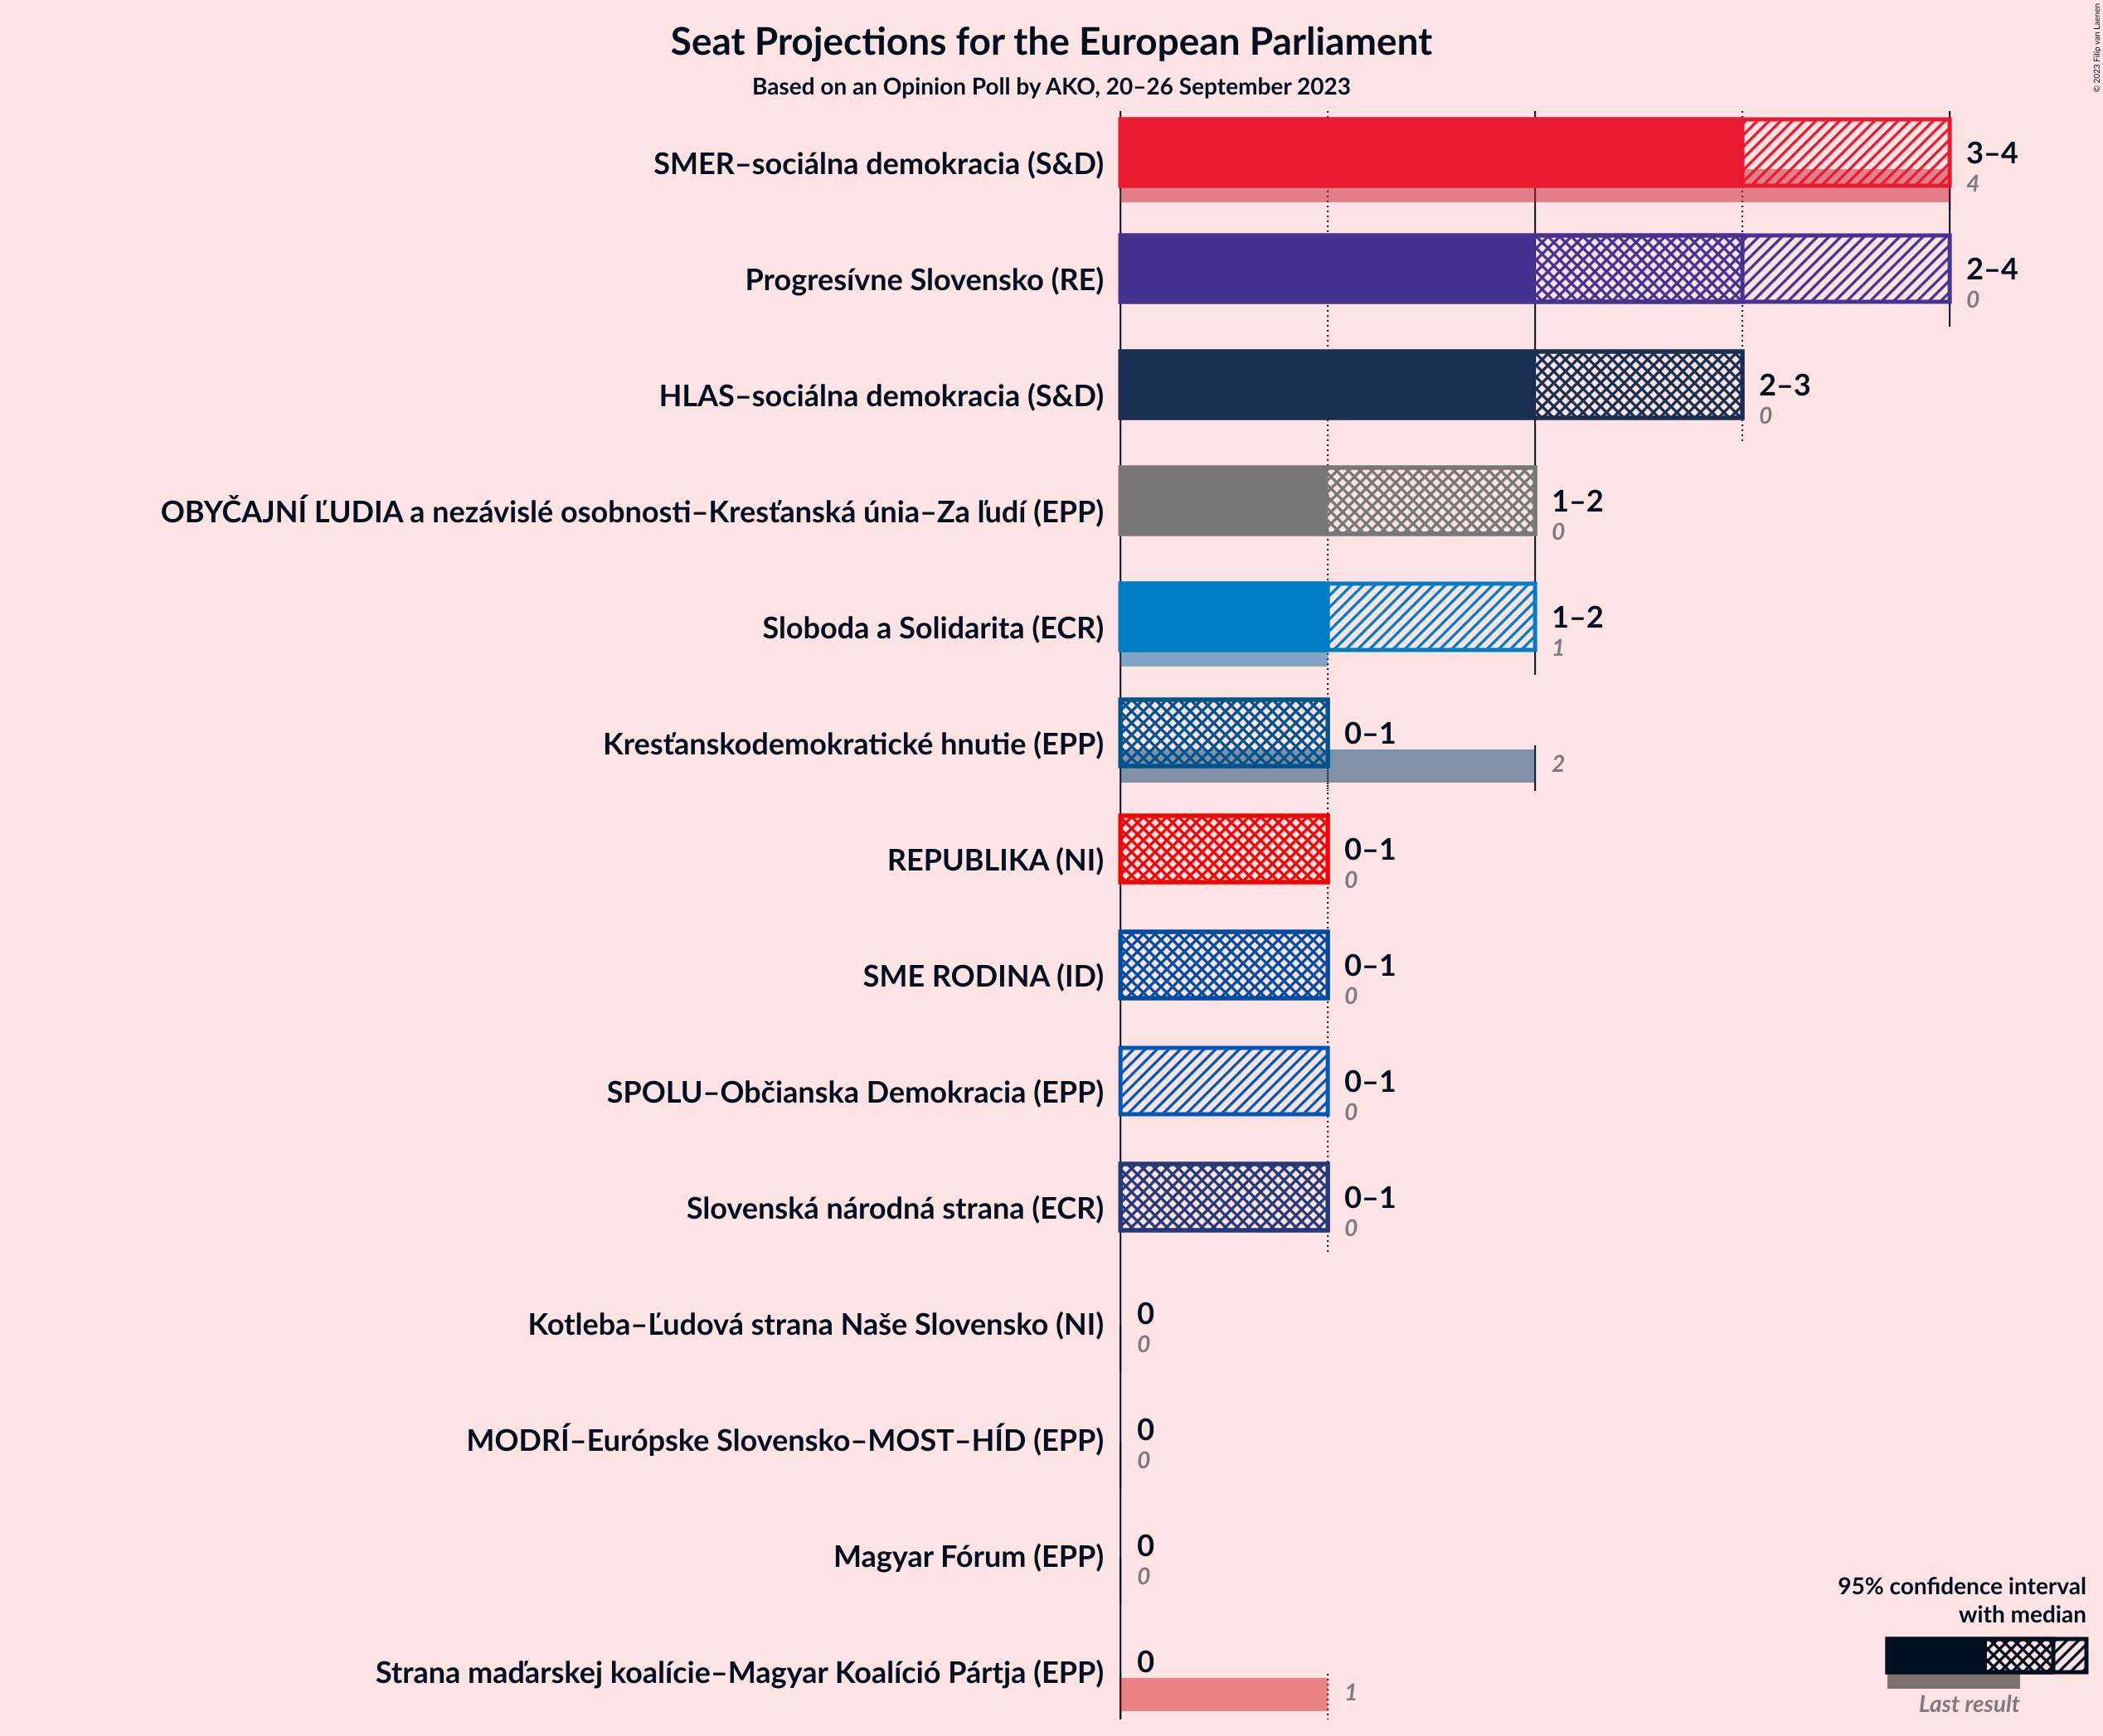 Seat Projections for the European Parliament
Based on an Opinion Poll by AKO, 20–26 September 2023
© 2023 Filip van Laenen
SMER–sociálna demokracia (S&D)
3–4
4
Progresívne Slovensko (RE)
2–4
0
HLAS–sociálna demokracia (S&D)
2–3
0
OBYČAJNÍ ĽUDIA a nezávislé osobnosti–Kresťanská únia–Za ľudí (EPP)
1–2
0
Sloboda a Solidarita (ECR)
1–2
1
Kresťanskodemokratické hnutie (EPP)
0–1
2
REPUBLIKA (NI)
0–1
0
SME RODINA (ID)
0–1
0
SPOLU–Občianska Demokracia (EPP)
0–1
0
Slovenská národná strana (ECR)
0–1
0
Kotleba–Ľudová strana Naše Slovensko (NI)
0
0
MODRÍ–Európske Slovensko–MOST–HÍD (EPP)
0
0
Magyar Fórum (EPP)
0
0
Strana maďarskej koalície–Magyar Koalíció Pártja (EPP)
0
1
95% confidence interval
with median
Last result